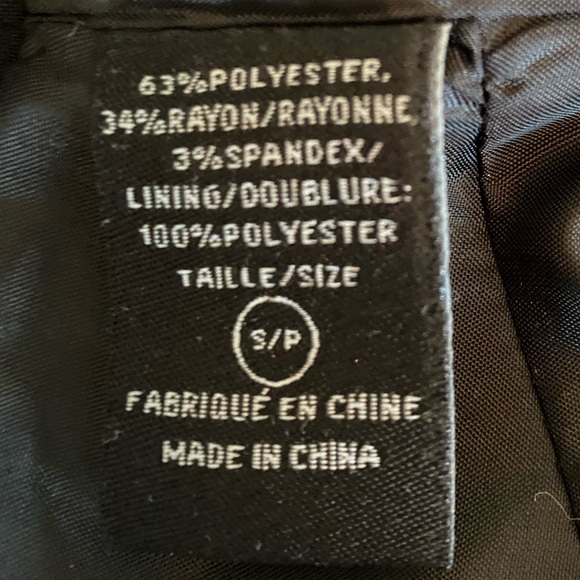 63%POLYESTER,
34%RAYON/RAYONNE
3%SPANDEX/
LINING/DOUBLURE:
100%POLYESTER
TAILLE/SIZE
S/P
FABRIQUÉ EN CHINE
MADE IN CHINA